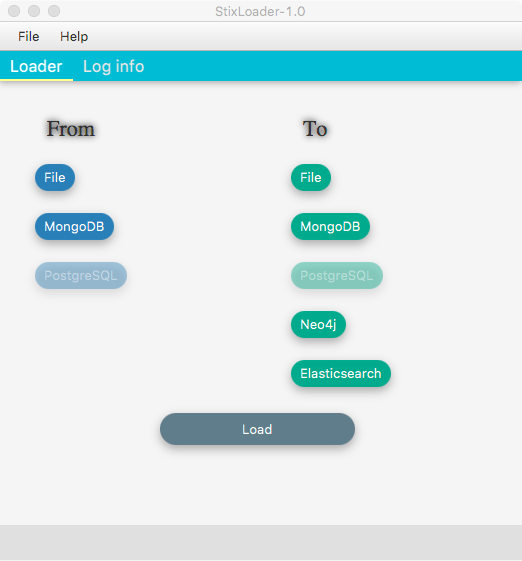 StixLoader-1.0
File Help
Loader Log info
From To
File File
MongoDB MongoDB
PostgreSQL PostgreSQL
Neo4j
Elasticsearch
Load